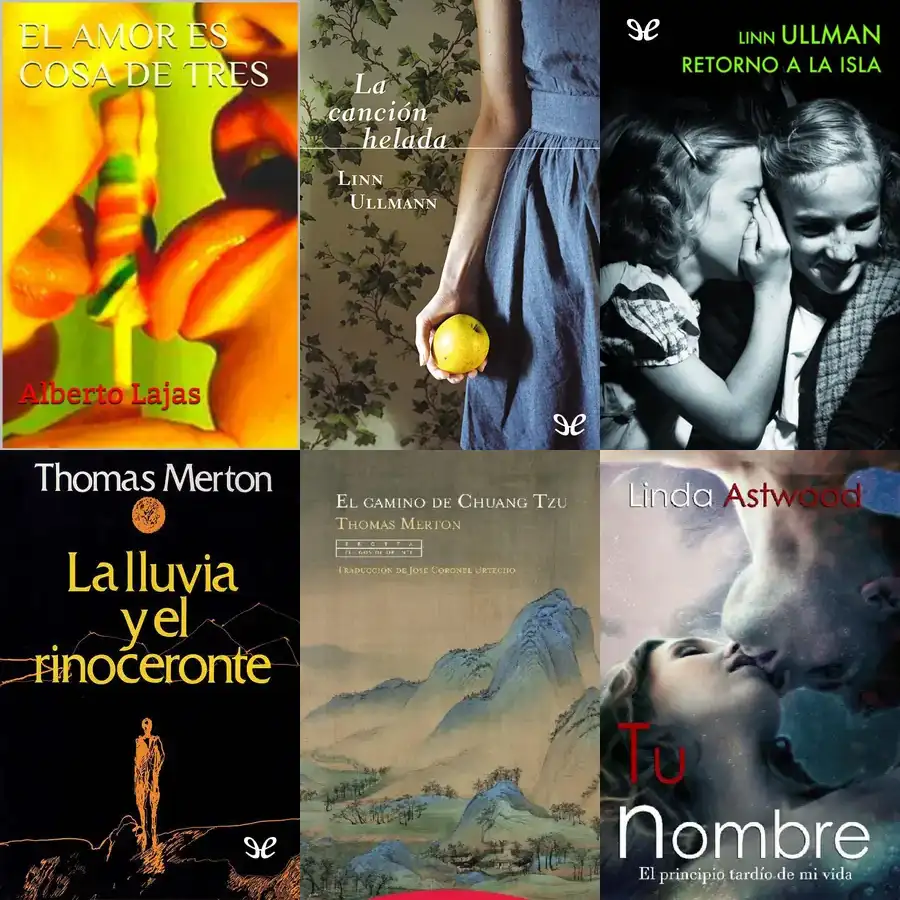 EL AMOR ES
COSA DE TRES
Alberto Lajas
La
canción
helada
LINN
ULLMANN
LINN ULLMAN
RETORNO A LA ISLA
Thomas Merton
La lluvia
y el
rinoceronte
EL CAMINO DE CHUANG TZU
THOMAS MERTON
TRADUCCIÓN DE JOSÉ CORONEL URTECHO
Linda Astwood
Tu
nombre
El principio tardío de mi vida